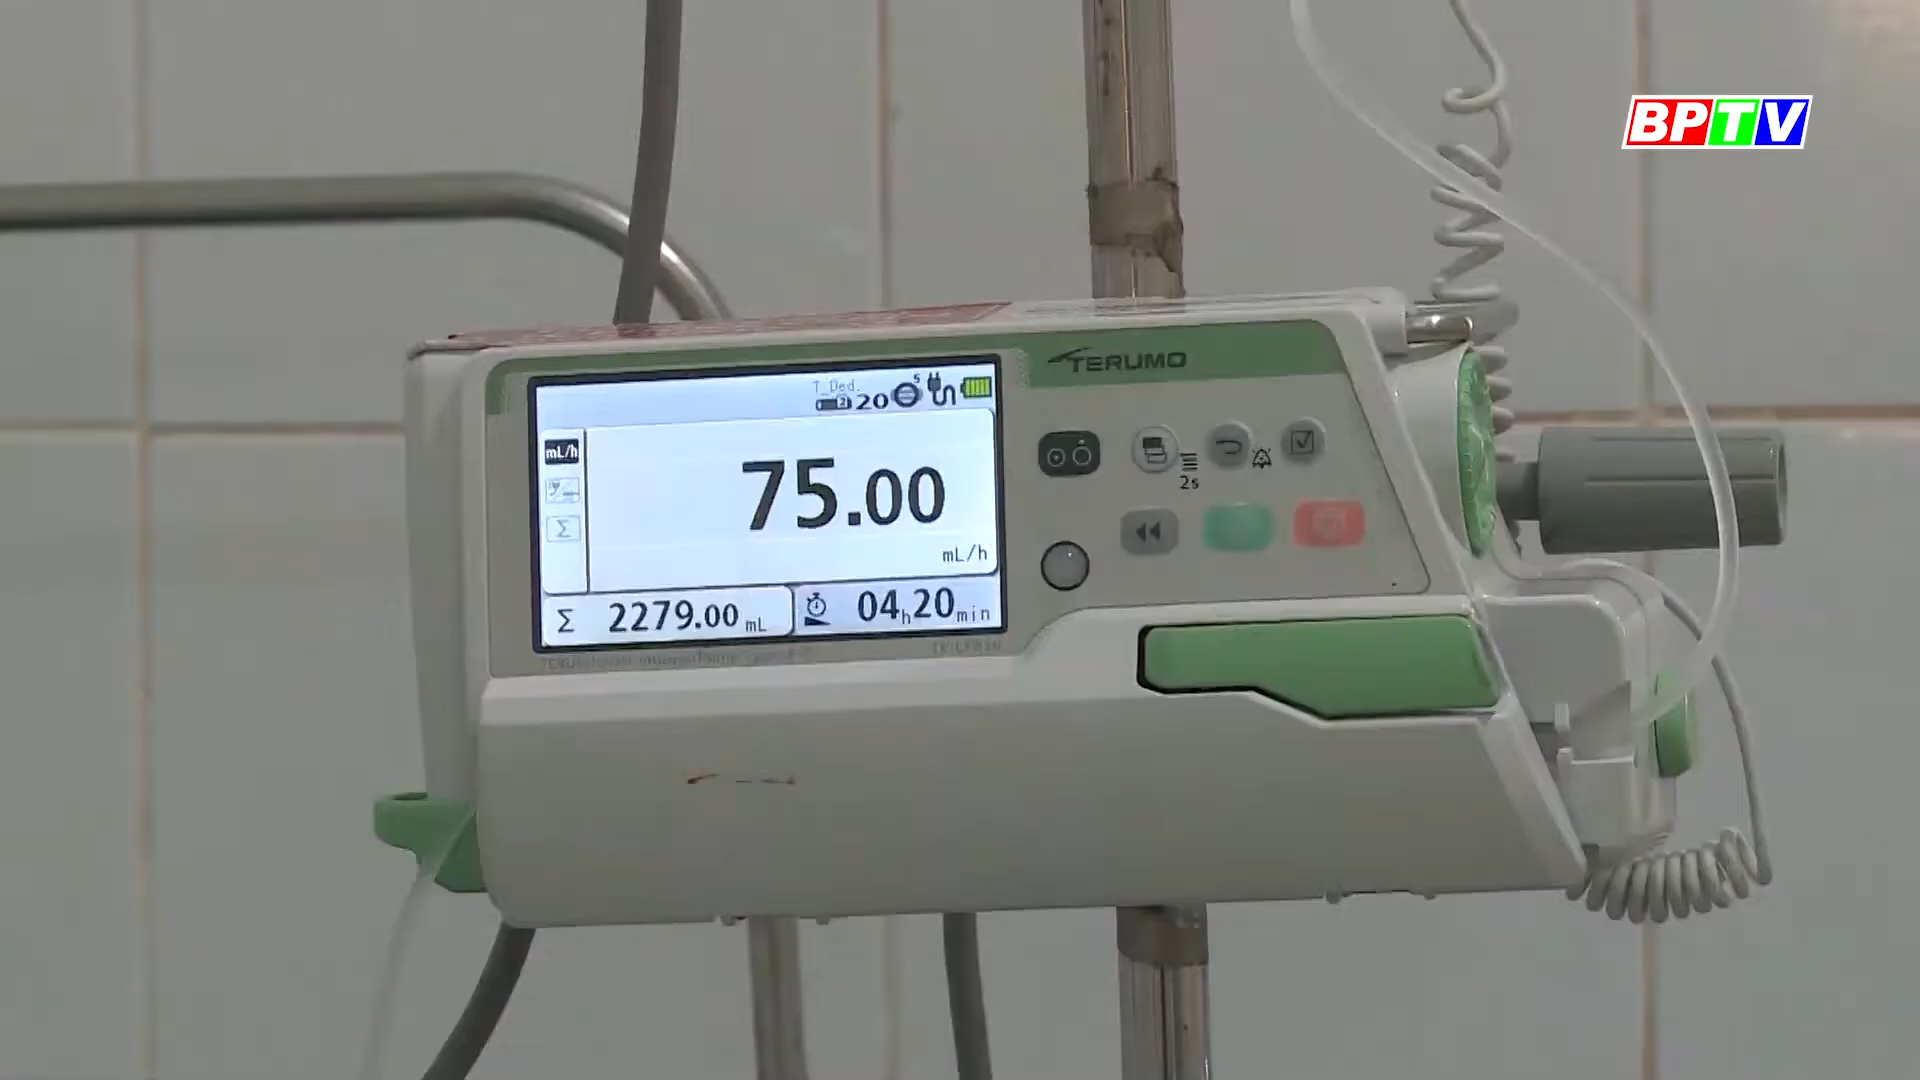 BPTV
TERUMO
T_Ded.
20 S
mL/h
75.00
mL/h
Σ
2s
Σ 2279.00 mL
04h20min